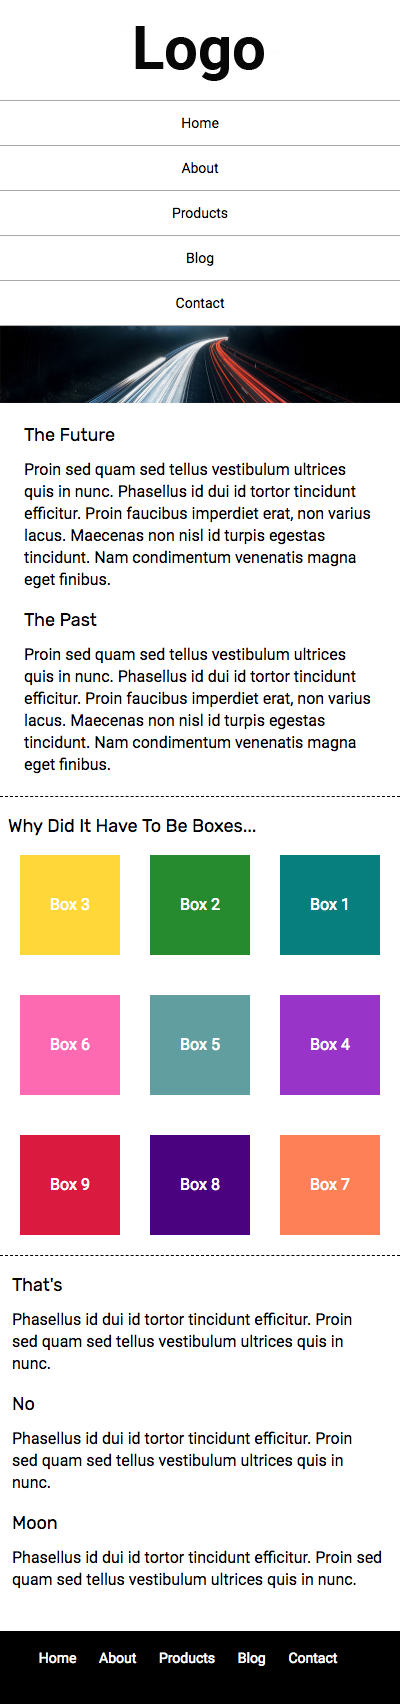 Logo
Home
About
Products
Blog
Contact
The Future
Proin sed quam sed tellus vestibulum ultrices
quis in nunc. Phasellus id dui id tortor tincidunt
efficitur. Proin faucibus imperdiet erat, non varius
lacus. Maecenas non nisl id turpis egestas
tincidunt. Nam condimentum venenatis magna
eget finibus.
The Past
Proin sed quam sed tellus vestibulum ultrices
quis in nunc. Phasellus id dui id tortor tincidunt
efficitur. Proin faucibus imperdiet erat, non varius
lacus. Maecenas non nisl id turpis egestas
tincidunt. Nam condimentum venenatis magna
eget finibus.
Why Did It Have To Be Boxes...
Box 3 Box 2 Box 1
Box 6 Box 5 Box 4
Box 9 Box 8 Box 7
That's
Phasellus id dui id tortor tincidunt efficitur. Proin
sed quam sed tellus vestibulum ultrices quis in
nunc.
No
Phasellus id dui id tortor tincidunt efficitur. Proin
sed quam sed tellus vestibulum ultrices quis in
nunc.
Moon
Phasellus id dui id tortor tincidunt efficitur. Proin sed
quam sed tellus vestibulum ultrices quis in nunc.
Home About Products Blog Contact